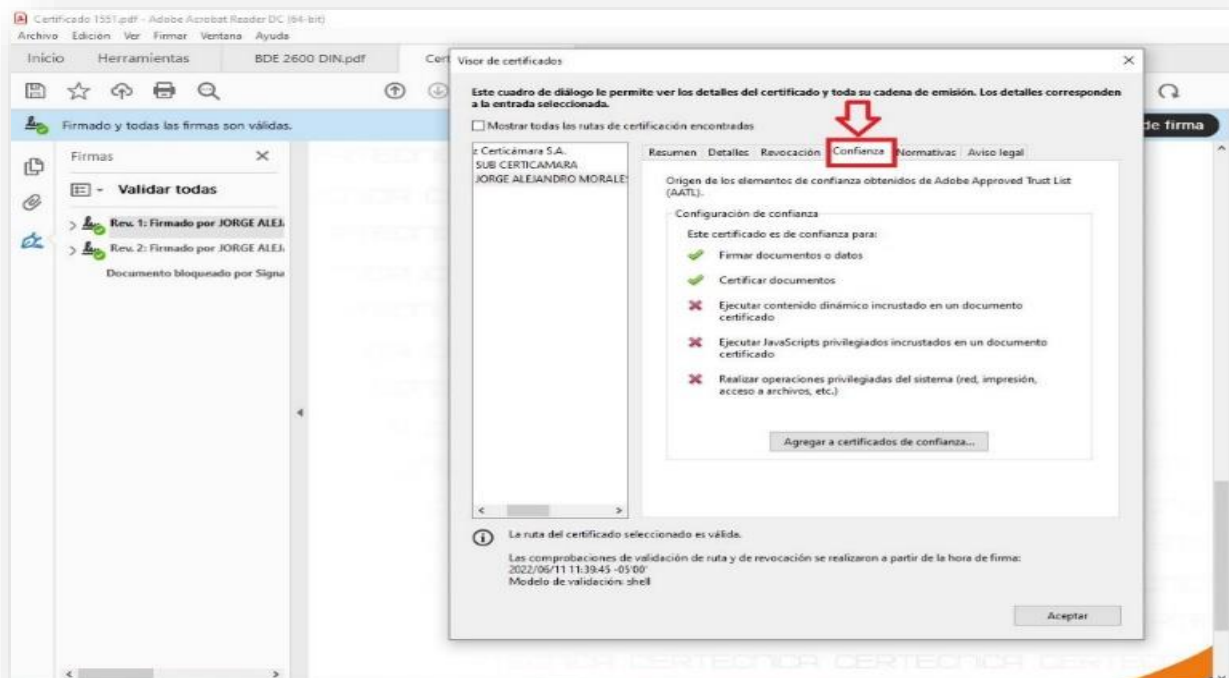 Certificado 1551.pdf - Adobe Acrobat Reader DC (64-bit)
Archivo Edición Ver Firmar Ventana Ayuda
Inicio Herramientas BDE 2600 DIN.pdf Cert
Firmado y todas las firmas son válidas.
de firma
Firmas
Validar todas
Rev. 1: Firmado por JORGE ALEJ
Rev. 2: Firmado por JORGE ALEJ
Documento bloqueado por Signa
Visor de certificados
Este cuadro de diálogo le permite ver los detalles del certificado y toda su cadena de emisión. Los detalles corresponden
a la entrada seleccionada.
Mostrar todas las rutas de certificación encontradas
z Certicámara S.A.
SUB CERTICAMARA
JORGE ALEJANDRO MORALES
Resumen Detalles Revocación Confianza Normativas Aviso legal
Origen de los elementos de confianza obtenidos de Adobe Approved Trust List
(AATL).
Configuración de confianza
Este certificado es de confianza para:
Firmar documentos o datos
Certificar documentos
Ejecutar contenido dinámico incrustado en un documento
certificado
Ejecutar JavaScripts privilegiados incrustados en un documento
certificado
Realizar operaciones privilegiadas del sistema (red, impresión,
acceso a archivos, etc.)
Agregar a certificados de confianza...
La ruta del certificado seleccionado es válida.
Las comprobaciones de validación de ruta y de revocación se realizaron a partir de la hora de firma:
2022/06/11 11:39:45 -05'00'
Modelo de validación: shell
Aceptar
CERTECNICA CERTECNICA